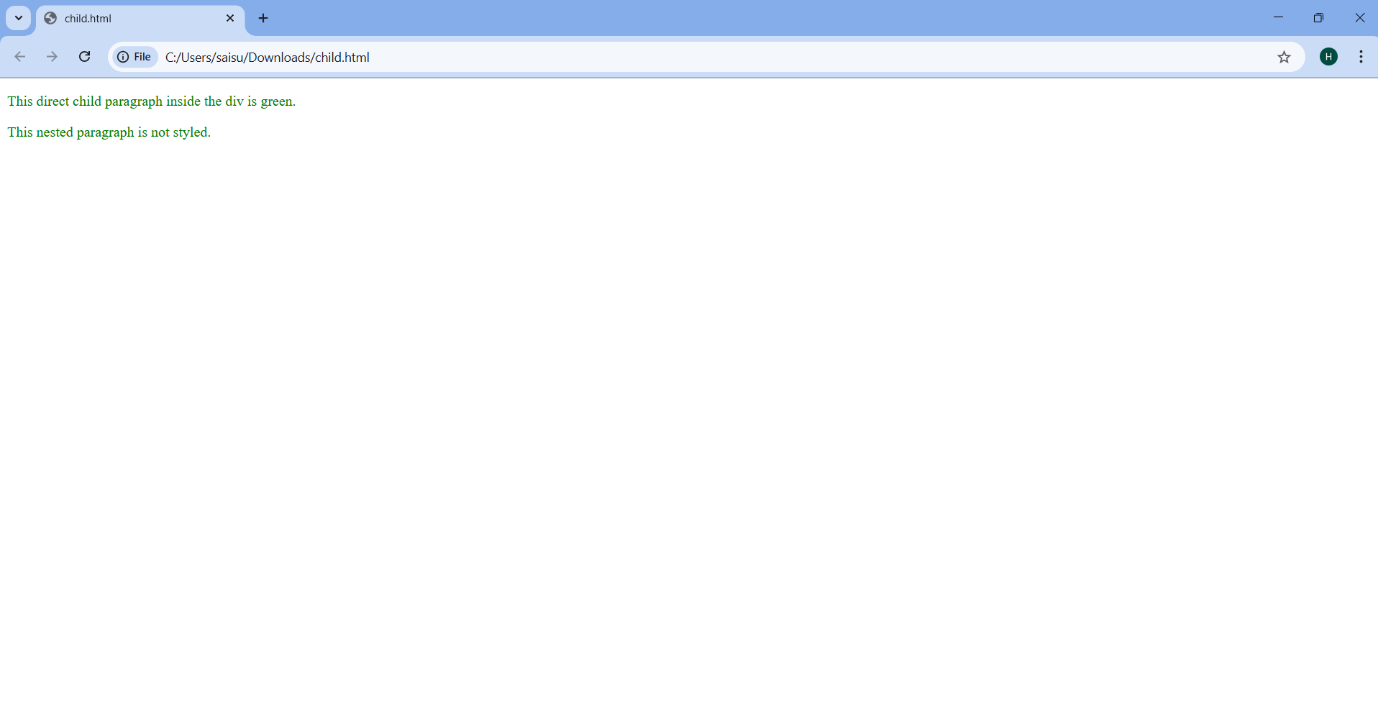 child.html
File
C:/Users/saisu/Downloads/child.html
H
This direct child paragraph inside the div is green.
This nested paragraph is not styled.